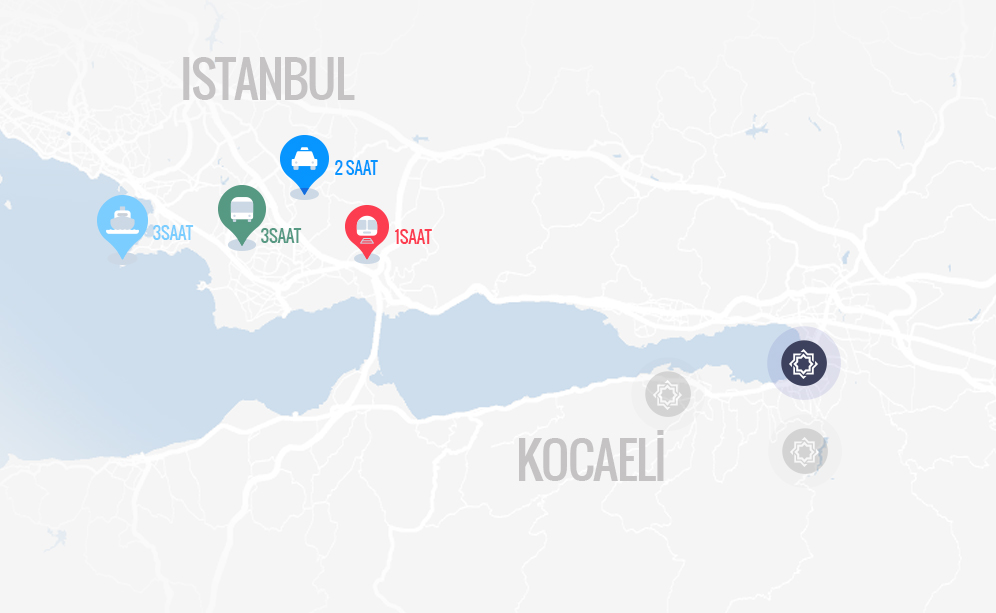 ISTANBUL
2 SAAT
3SAAT
3SAAT
1SAAT
KOCAELİ